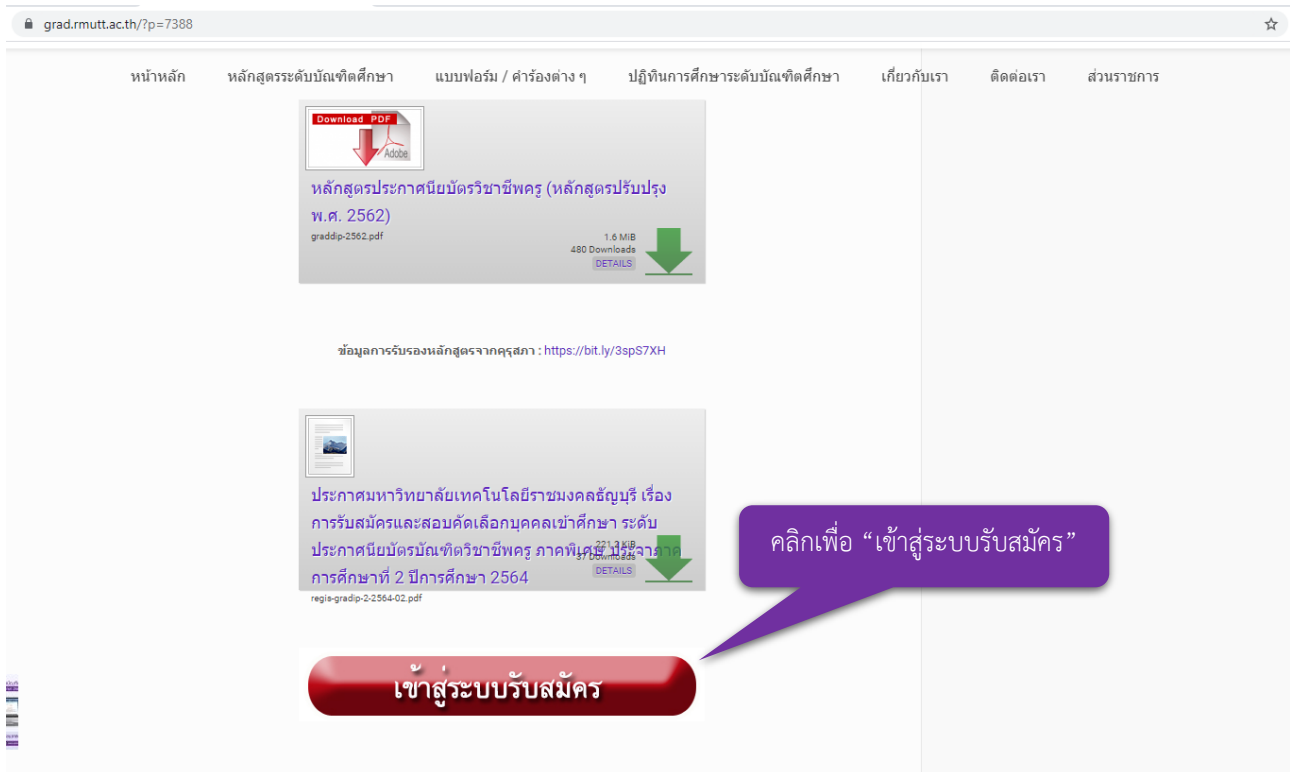 grad.rmutt.ac.th/?p=7388
หน้าหลัก หลักสูตรระดับบัณฑิตศึกษา แบบฟอร์ม / คำร้องต่าง ๆ ปฏิทินการศึกษาระดับบัณฑิตศึกษา เกี่ยวกับเรา ติดต่อเรา ส่วนราชการ
Download PDF
Adobe
หลักสูตรประกาศนียบัตรวิชาชีพครู (หลักสูตรปรับปรุง
พ.ศ. 2562)
graddip-2562.pdf
1.6 MiB
480 Downloads
DETAILS
ข้อมูลการรับรองหลักสูตรจากคุรุสภา : https://bit.ly/3spS7XH
ประกาศมหาวิทยาลัยเทคโนโลยีราชมงคลธัญบุรี เรื่อง
การรับสมัครและสอบคัดเลือกบุคคลเข้าศึกษา ระดับ
ประกาศนียบัตรบัณฑิตวิชาชีพครู ภาคพิเศษ ประจำภาค
การศึกษาที่ 2 ปีการศึกษา 2564
221.2 KiB
37 Downloads
DETAILS
regis-gradip-2-2564-02.pdf
คลิกเพื่อ “เข้าสู่ระบบรับสมัคร”
เข้าสู่ระบบรับสมัคร